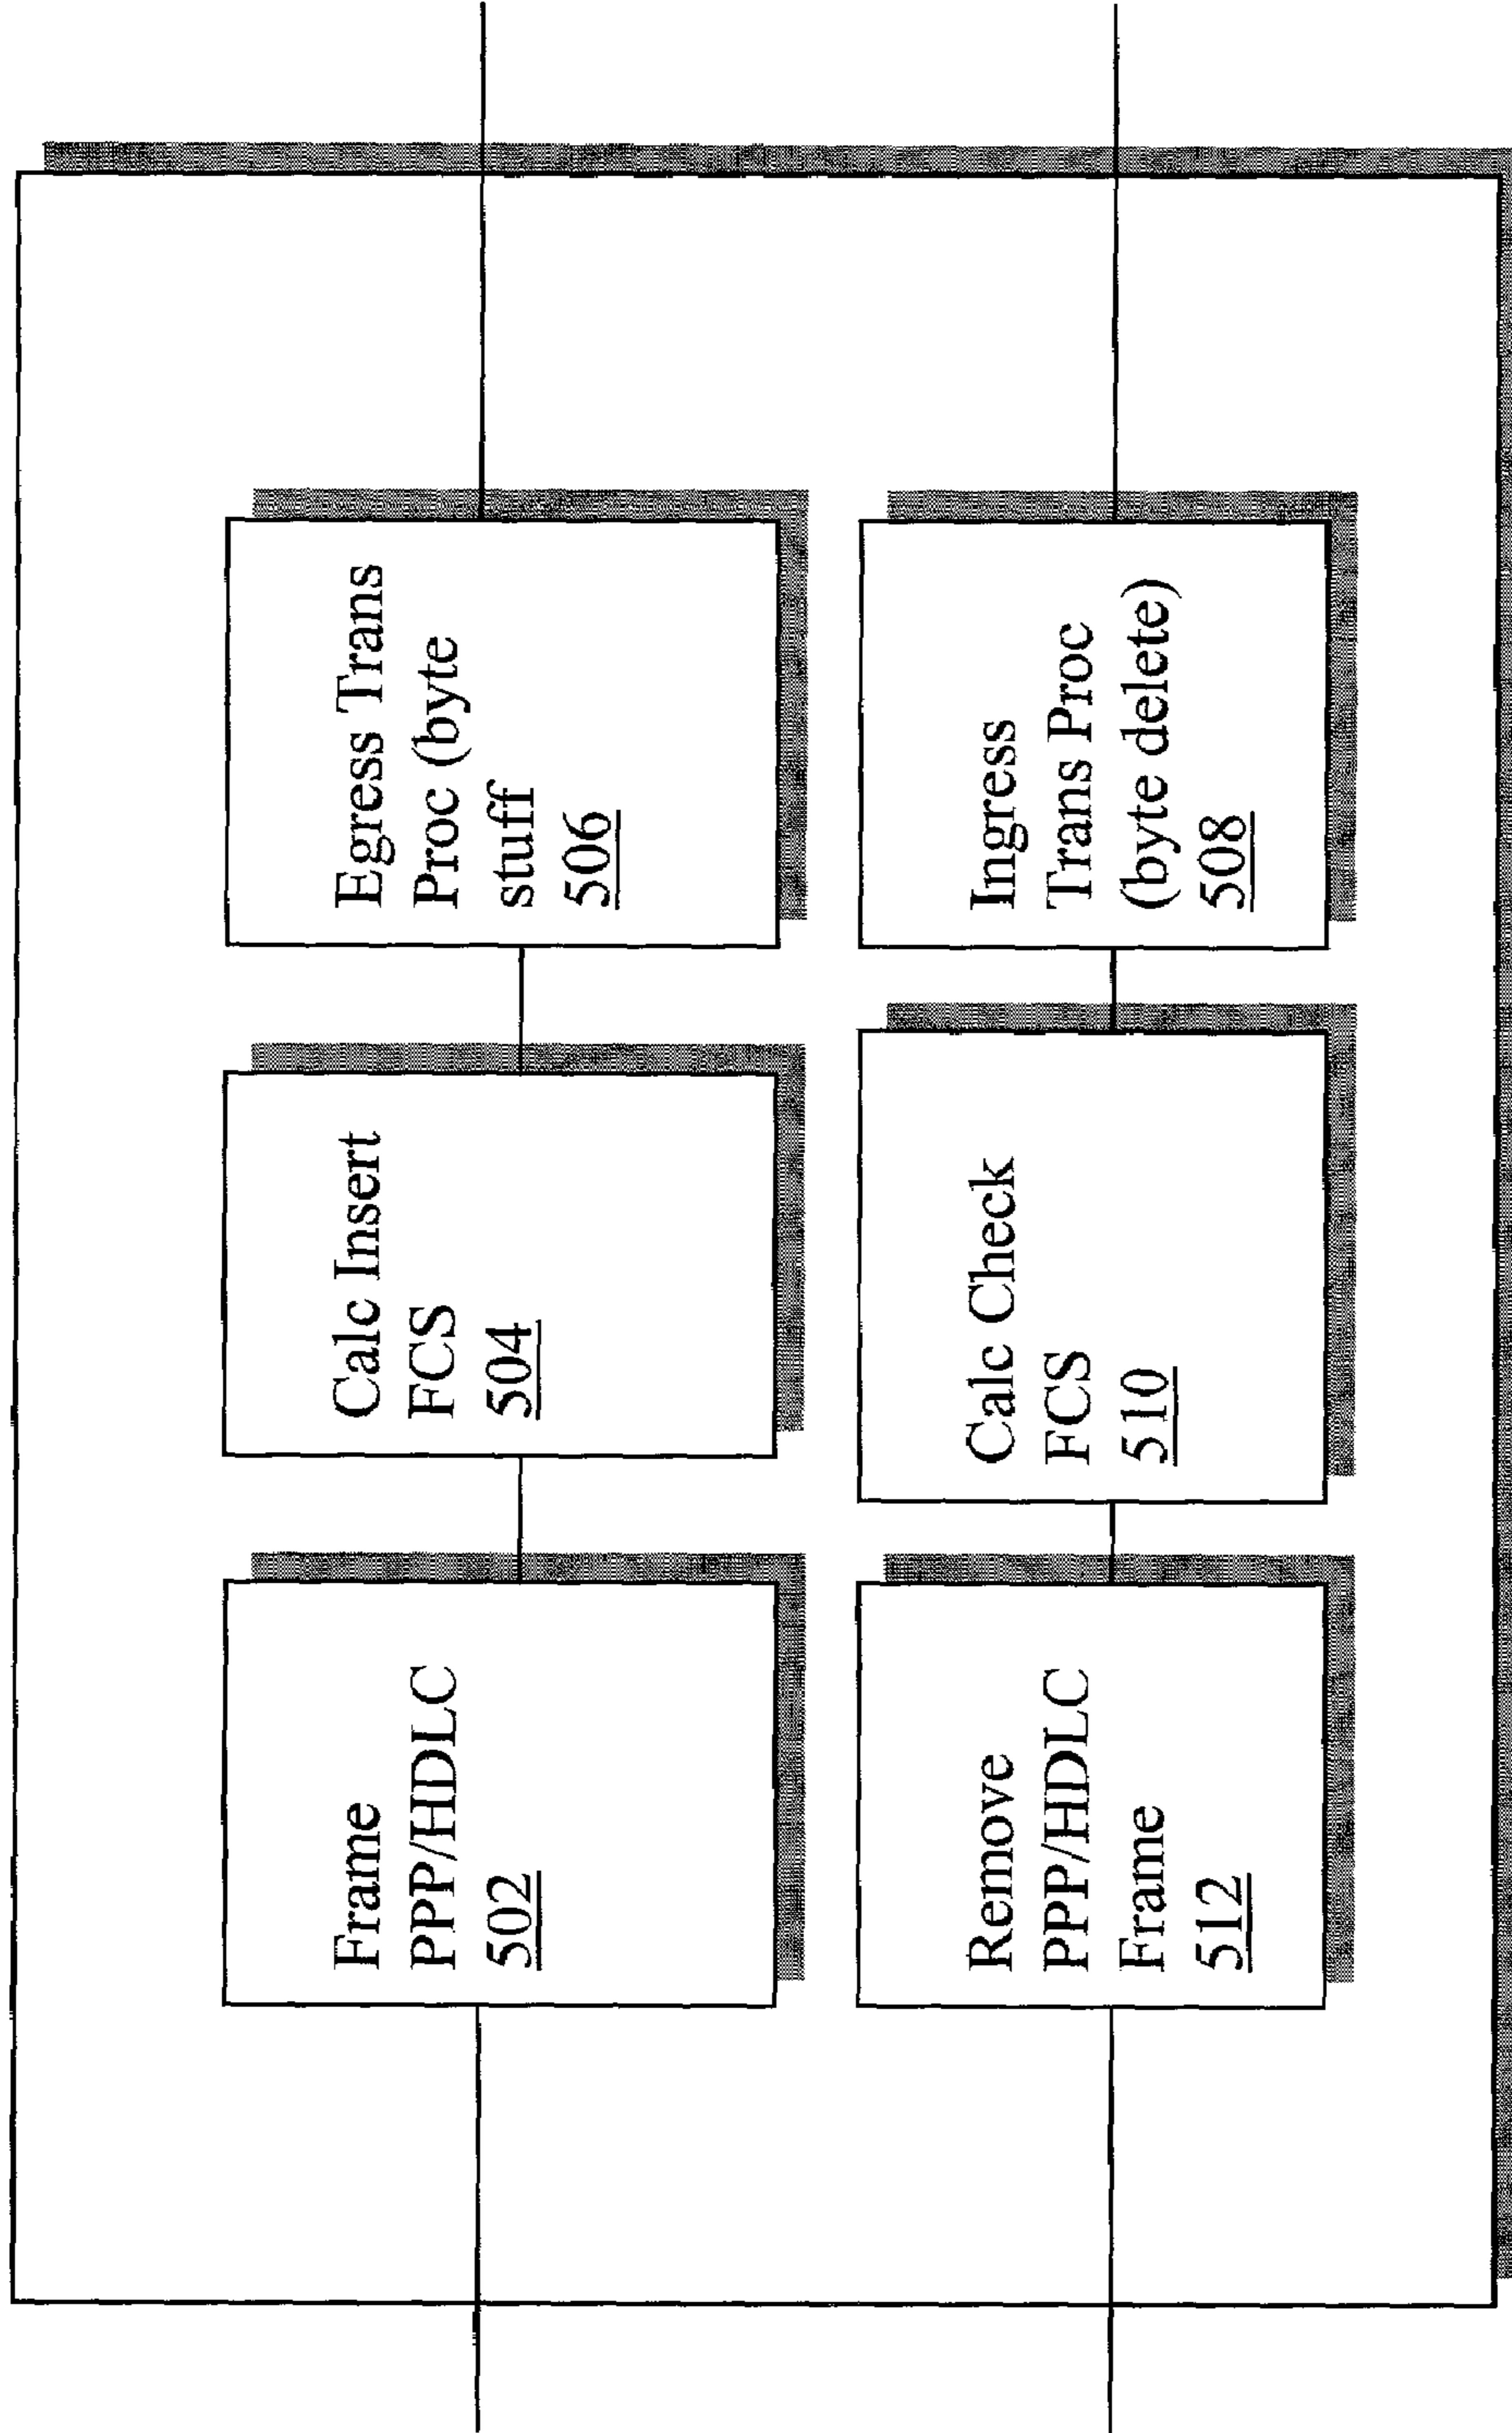 Frame
PPP/HDLC
502
Calc Insert
FCS
504
Egress Trans
Proc (byte
stuff
506
Remove
PPP/HDLC
Frame
512
Calc Check
FCS
510
Ingress
Trans Proc
(byte delete)
508